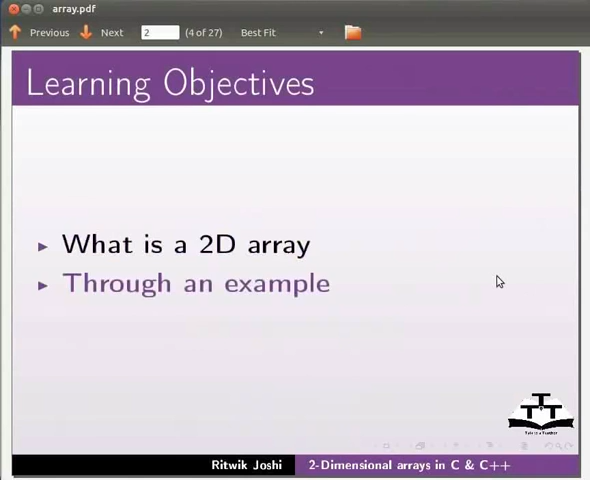 array.pdf
Previous Next 2 (4 of 27) Best Fit
Learning Objectives
What is a 2D array
Through an example
Ritwik Joshi 2-Dimensional arrays in C & C++